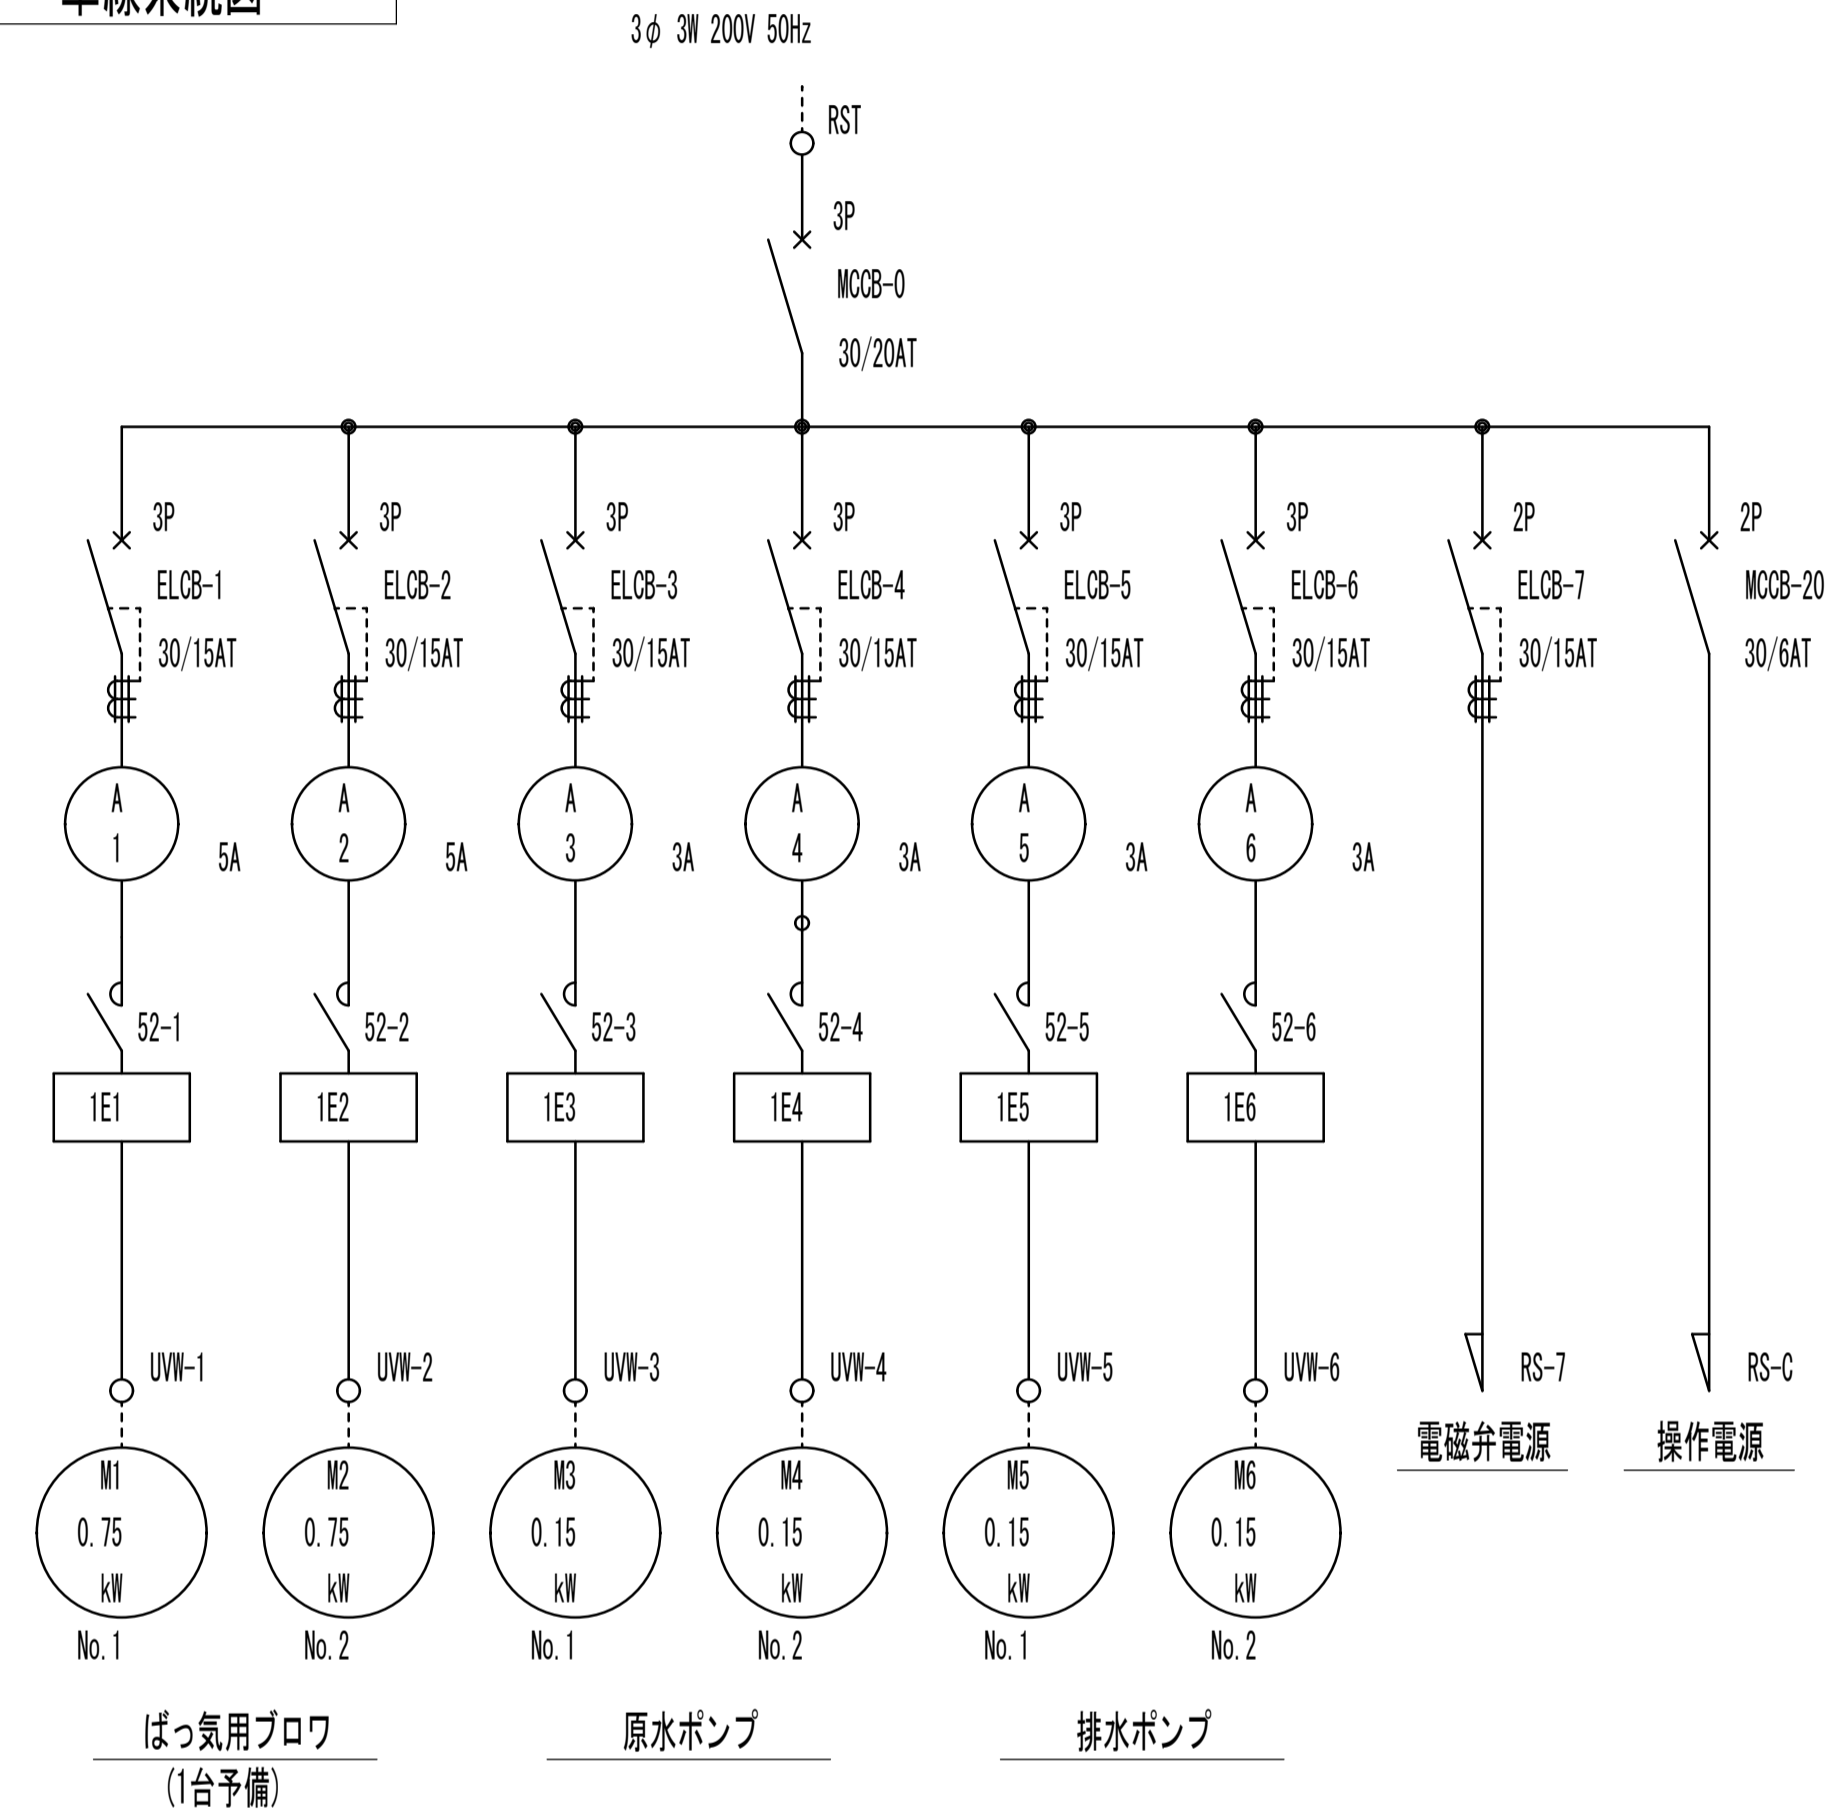 単線系統図
3φ 3W 200V 50Hz
RST
3P
MCCB-0
30/20AT
3P 3P 3P 3P 3P 3P 2P 2P
ELCB-1 ELCB-2 ELCB-3 ELCB-4 ELCB-5 ELCB-6 ELCB-7 MCCB-20
30/15AT 30/15AT 30/15AT 30/15AT 30/15AT 30/15AT 30/15AT 30/6AT
A A A A A A
1 5A 2 5A 3 3A 4 3A 5 3A 6 3A
52-1 52-2 52-3 52-4 52-5 52-6
1E1 1E2 1E3 1E4 1E5 1E6
UVW-1 UVW-2 UVW-3 UVW-4 UVW-5 UVW-6 RS-7 RS-C
電磁弁電源 操作電源
M1 M2 M3 M4 M5 M6
0.75 0.75 0.15 0.15 0.15 0.15
kW kW kW kW kW kW
No.1 No.2 No.1 No.2 No.1 No.2
ばっ気用ブロワ 原水ポンプ 排水ポンプ
(1台予備)